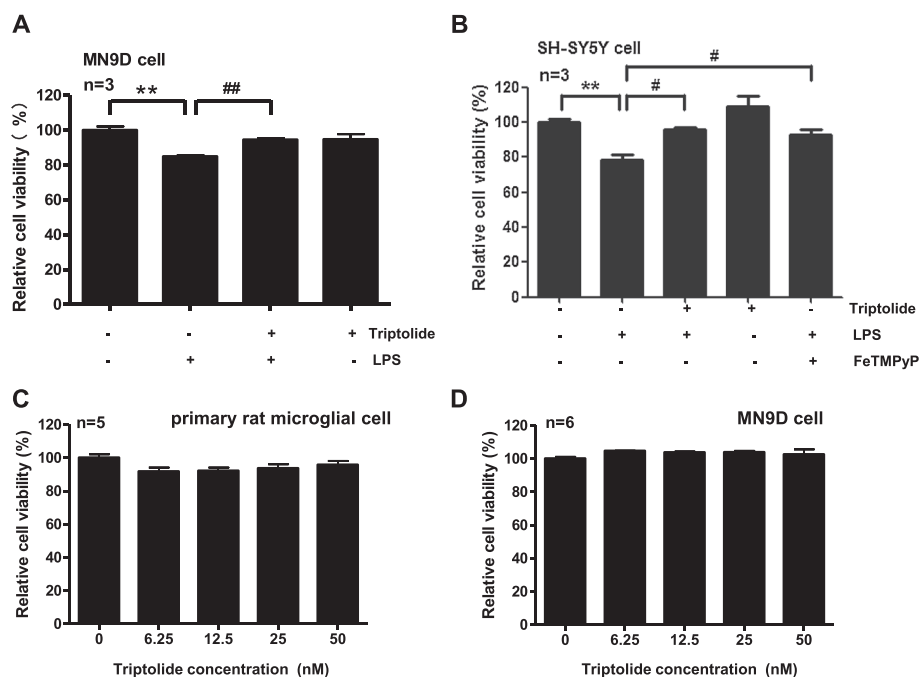 A
MN9D cell
n=3
** ##
Relative cell viability ( %)
120
100
80
60
40
20
0
- - + + Triptolide
- + + - LPS
B
SH-SY5Y cell
n=3
#
** #
Relative cell viability (%)
120
100
80
60
40
20
0
- - + + - Triptolide
- + + - + LPS
+ FeTMPyP
C
n=5
primary rat microglial cell
Relative cell viability (%)
120
100
80
60
40
20
0
0 6.25 12.5 25 50
Triptolide concentration (nM)
D
n=6
MN9D cell
Relative cell viability (%)
120
100
80
60
40
20
0
0 6.25 12.5 25 50
Triptolide concentration (nM)